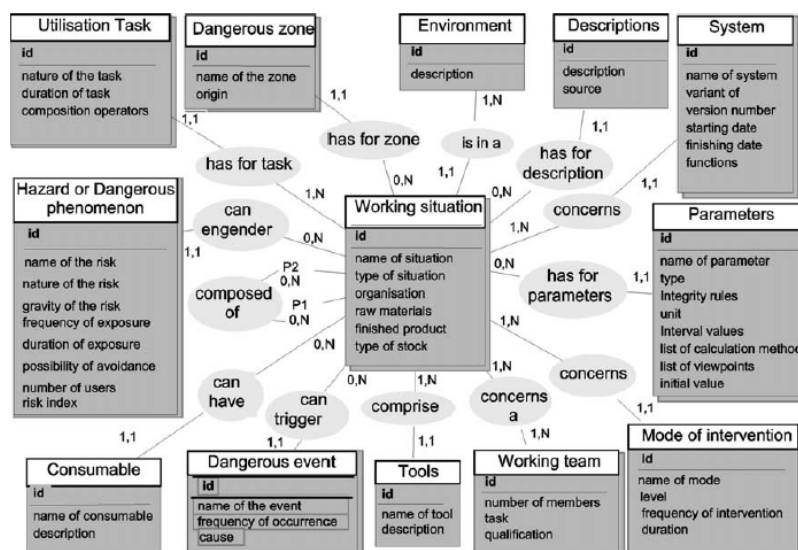 Utilisation Task
id
nature of the task
duration of task
composition operators
Dangerous zone
id
name of the zone
origin
Environment
id
description
Descriptions
id
description
source
System
id
name of system
variant of
version number
starting date
finishing date
functions
1,1
has for task
1,N
1,1
has for zone
0,N
1,N
is in a
1,1
1,1
has for
description
0,N
1,1
concerns
1,N
Hazard or Dangerous
phenomenon
id
name of the risk
nature of the risk
gravity of the risk
frequency of exposure
duration of exposure
possibility of avoidance
number of users
risk index
can
engender
1,1
0,N
composed
of
P2
0,N
P1
0,N
Working situation
id
name of situation
type of situation
organisation
raw materials
finished product
type of stock
0,N
has for
parameters
1,1
Parameters
id
name of parameter
type
Integrity rules
unit
Interval values
list of calculation method
list of viewpoints
initial value
0,N
can
have
1,1
0,N
can
trigger
1,1
1,N
comprise
1,1
1,N
concerns
a
1,N
1,N
concerns
1,1
Consumable
id
name of consumable
description
Dangerous event
id
name of the event
frequency of occurrence
cause
Tools
id
name of tool
description
Working team
id
number of members
task
qualification
Mode of intervention
id
name of mode
level
frequency of intervention
duration